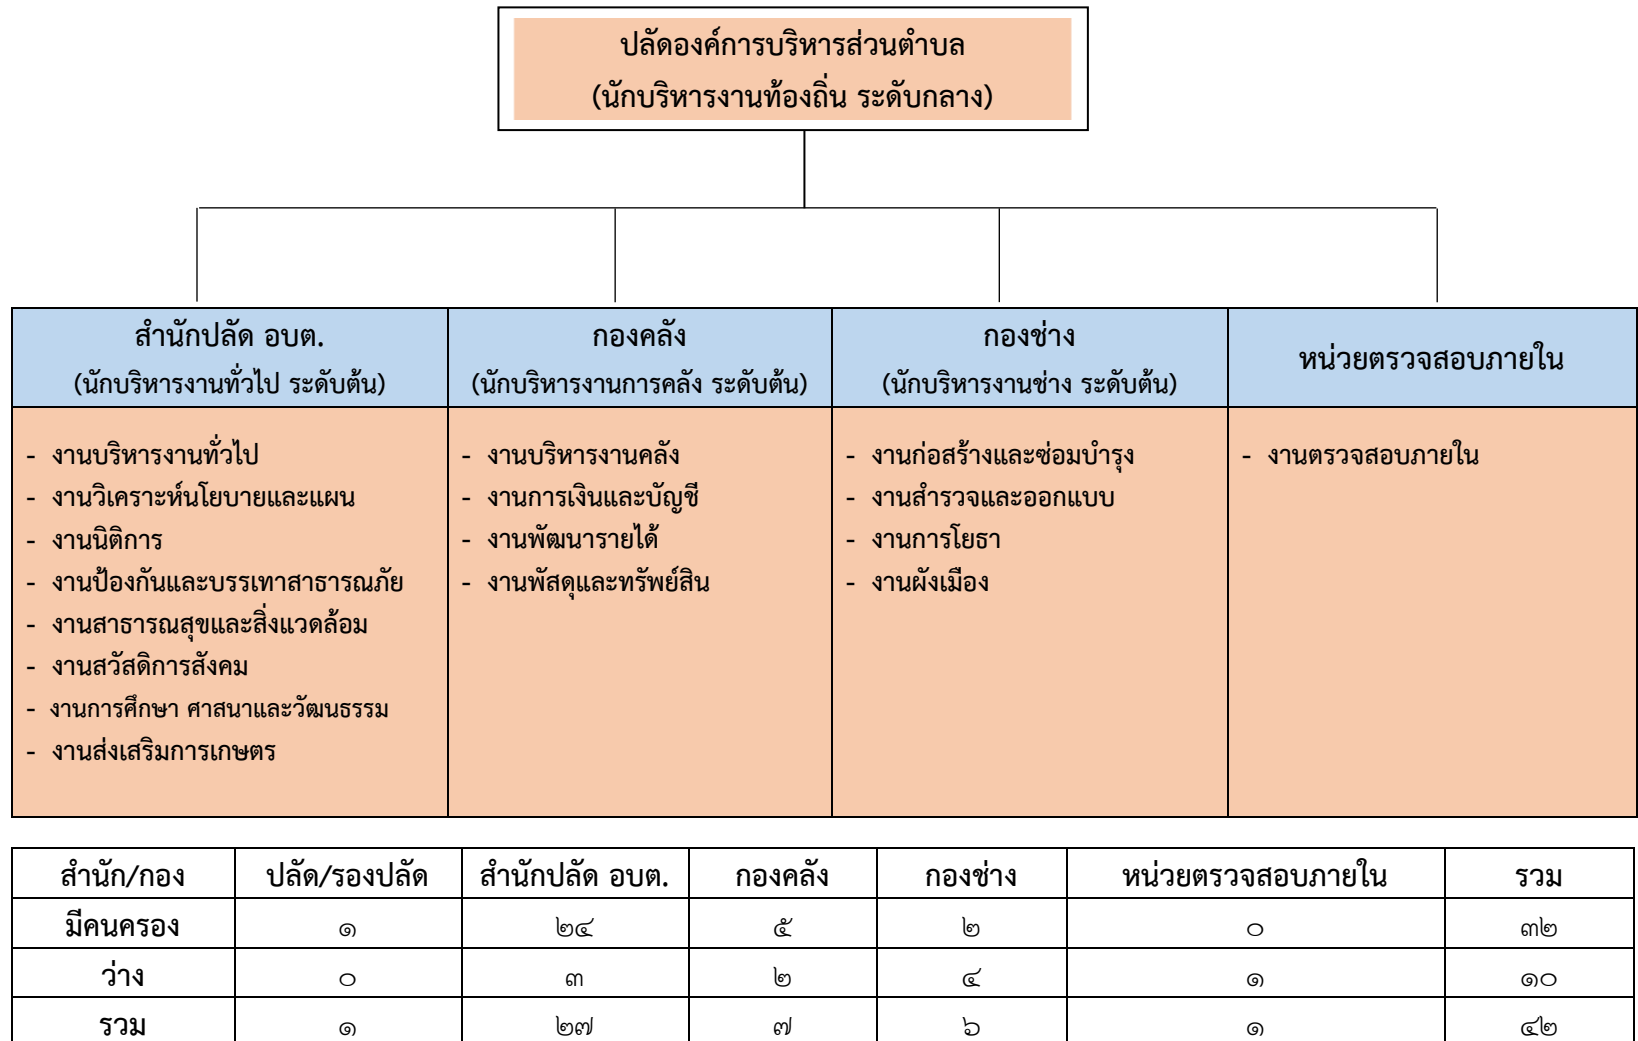 ปลัดองค์การบริหารส่วนตำบล
(นักบริหารงานท้องถิ่น ระดับกลาง)
สำนักปลัด อบต.
(นักบริหารงานทั่วไป ระดับต้น)
กองคลัง
(นักบริหารงานการคลัง ระดับต้น)
กองช่าง
(นักบริหารงานช่าง ระดับต้น)
หน่วยตรวจสอบภายใน
- งานบริหารงานทั่วไป
- งานวิเคราะห์นโยบายและแผน
- งานนิติการ
- งานป้องกันและบรรเทาสาธารณภัย
- งานสาธารณสุขและสิ่งแวดล้อม
- งานสวัสดิการสังคม
- งานการศึกษา ศาสนาและวัฒนธรรม
- งานส่งเสริมการเกษตร
- งานบริหารงานคลัง
- งานการเงินและบัญชี
- งานพัฒนารายได้
- งานพัสดุและทรัพย์สิน
- งานก่อสร้างและซ่อมบำรุง
- งานสำรวจและออกแบบ
- งานการโยธา
- งานผังเมือง
- งานตรวจสอบภายใน
สำนัก/กอง ปลัด/รองปลัด สำนักปลัด อบต. กองคลัง กองช่าง หน่วยตรวจสอบภายใน รวม
มีคนครอง ๑ ๒๔ ๕ ๒ ๐ ๓๒
ว่าง ๐ ๓ ๒ ๔ ๑ ๑๐
รวม ๑ ๒๗ ๗ ๖ ๑ ๔๒